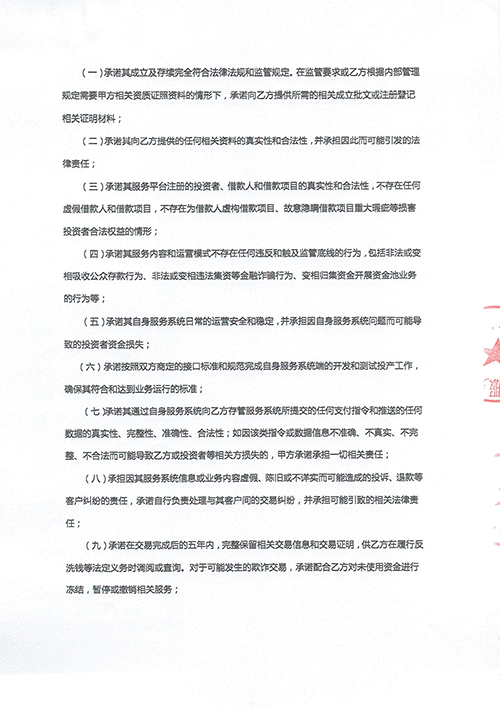 （一）承诺其成立及存续完全符合法律法规和监管规定。在监管要求或乙方根据内部管理
规定需要甲方相关资质证照资料的情形下，承诺向乙方提供所需的相关成立批文或注册登记
相关证明材料；
（二）承诺其向乙方提供的任何相关资料的真实性和合法性，并承担因此而可能引发的法
律责任；
（三）承诺其服务平台注册的投资者、借款人和借款项目的真实性和合法性，不存在任何
虚假借款人和借款项目，不存在为借款人虚构借款项目、故意隐瞒借款项目重大瑕疵等损害
投资者合法权益的情形；
（四）承诺其服务内容和运营模式不存在任何违反和触及监管底线的行为，包括非法或变
相吸收公众存款行为、非法或变相违法集资等金融诈骗行为、变相归集资金开展资金池业务
的行为等；
（五）承诺其自身服务系统日常的运营安全和稳定，并承担因自身服务系统问题而可能导
致的投资者资金损失；
（六）承诺按照双方商定的接口标准和规范完成自身服务系统端的开发和测试投产工作，
确保其符合和达到业务运行的标准；
（七）承诺其通过自身服务系统向乙方存管服务系统所提交的任何支付指令和推送的任何
数据的真实性、完整性、准确性、合法性；如因该类指令或数据信息不准确、不真实、不完
整、不合法而可能导致乙方或投资者等相关方损失的，甲方承诺承担一切相关责任；
（八）承担因其服务系统信息或业务内容虚假、陈旧或不详实而可能造成的投诉、退款等
客户纠纷的责任，承诺自行负责处理与其客户间的交易纠纷，并承担可能引致的相关法律责
任；
（九）承诺在交易完成后的五年内，完整保留相关交易信息和交易证明，供乙方在履行反
洗钱等法定义务时调阅或查询。对于可能发生的欺诈交易，承诺配合乙方对未使用资金进行
冻结，暂停或撤销相关服务；